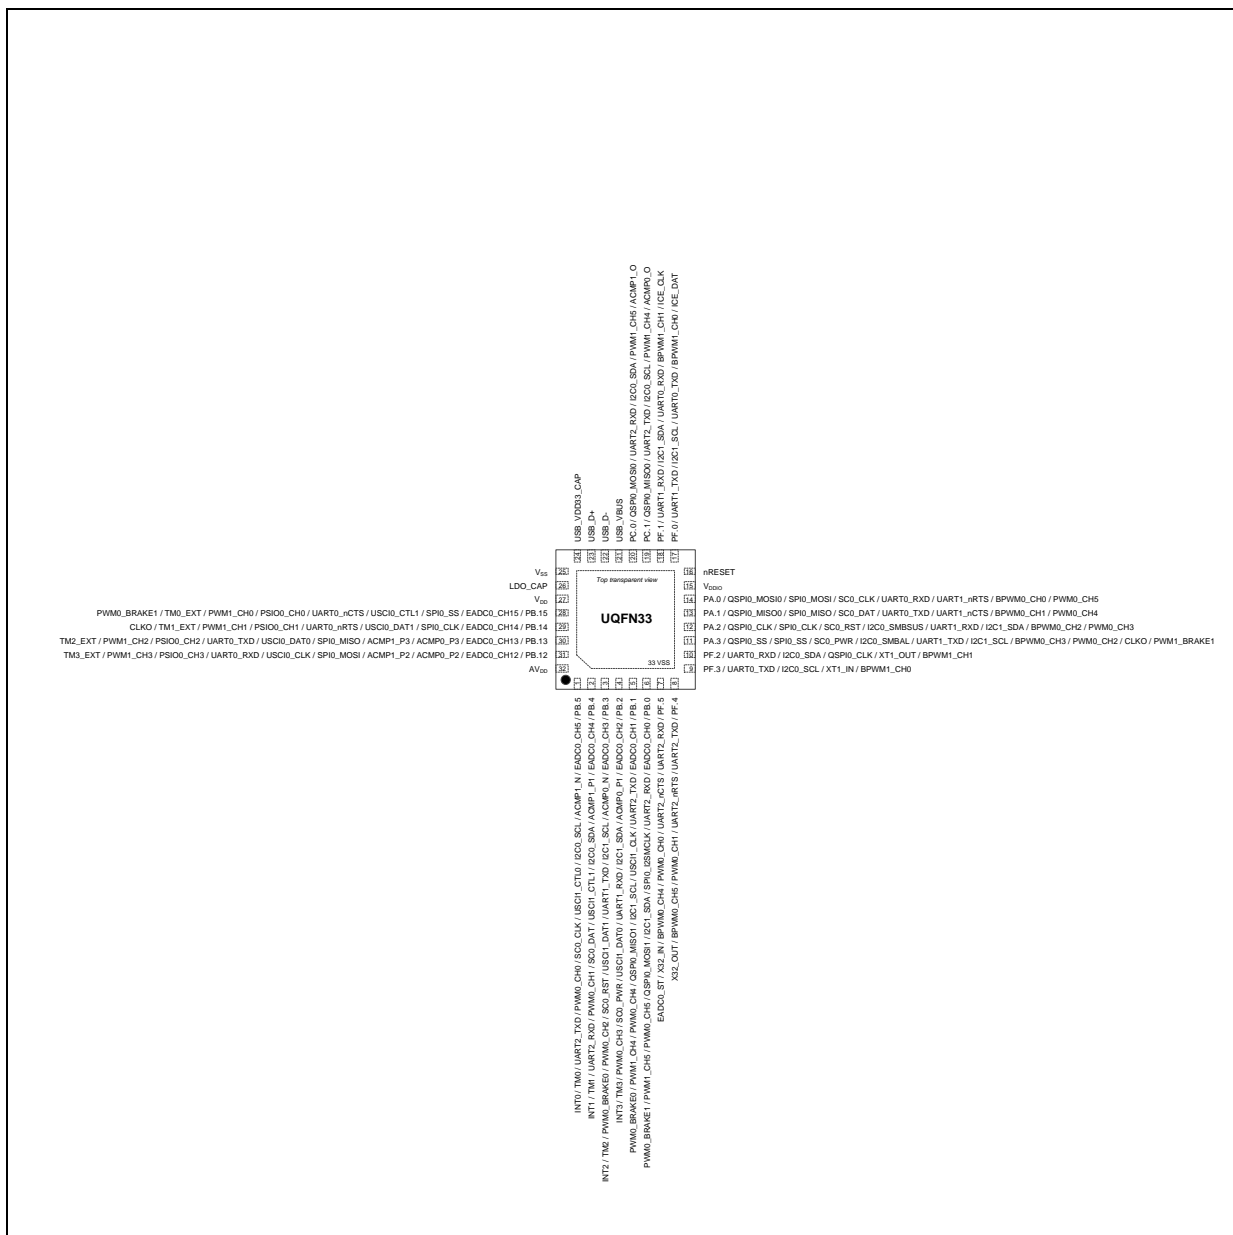 PC.0 / QSPI0_MOSI0 / UART2_RXD / I2C0_SDA / PWM1_CH5 / ACMP1_O
PC.1 / QSPI0_MISO0 / UART2_TXD / I2C0_SCL / PWM1_CH4 / ACMP0_O
PF.1 / UART1_RXD / I2C1_SDA / UART0_RXD / BPWM1_CH1 / ICE_CLK
PF.0 / UART1_TXD / I2C1_SCL / UART0_TXD / BPWM1_CH0 / ICE_DAT
USB_VDD33_CAP
USB_D+
USB_D-
USB_VBUS
24
23
22
21
20
19
18
17
VSS
25
LDO_CAP
26
VDD
27
PWM0_BRAKE1 / TM0_EXT / PWM1_CH0 / PSIO0_CH0 / UART0_nCTS / USCI0_CTL1 / SPI0_SS / EADC0_CH15 / PB.15
28
CLKO / TM1_EXT / PWM1_CH1 / PSIO0_CH1 / UART0_nRTS / USCI0_DAT1 / SPI0_CLK / EADC0_CH14 / PB.14
29
TM2_EXT / PWM1_CH2 / PSIO0_CH2 / UART0_TXD / USCI0_DAT0 / SPI0_MISO / ACMP1_P3 / ACMP0_P3 / EADC0_CH13 / PB.13
30
TM3_EXT / PWM1_CH3 / PSIO0_CH3 / UART0_RXD / USCI0_CLK / SPI0_MOSI / ACMP1_P2 / ACMP0_P2 / EADC0_CH12 / PB.12
31
AVDD
32
Top transparent view
UQFN33
33 VSS
16
nRESET
15
VDDIO
14
PA.0 / QSPI0_MOSI0 / SPI0_MOSI / SC0_CLK / UART0_RXD / UART1_nRTS / BPWM0_CH0 / PWM0_CH5
13
PA.1 / QSPI0_MISO0 / SPI0_MISO / SC0_DAT / UART0_TXD / UART1_nCTS / BPWM0_CH1 / PWM0_CH4
12
PA.2 / QSPI0_CLK / SPI0_CLK / SC0_RST / I2C0_SMBSUS / UART1_RXD / I2C1_SDA / BPWM0_CH2 / PWM0_CH3
11
PA.3 / QSPI0_SS / SPI0_SS / SC0_PWR / I2C0_SMBAL / UART1_TXD / I2C1_SCL / BPWM0_CH3 / PWM0_CH2 / CLKO / PWM1_BRAKE1
10
PF.2 / UART0_RXD / I2C0_SDA / QSPI0_CLK / XT1_OUT / BPWM1_CH1
9
PF.3 / UART0_TXD / I2C0_SCL / XT1_IN / BPWM1_CH0
1
2
3
4
5
6
7
8
INT0 / TM0 / UART2_TXD / PWM0_CH0 / SC0_CLK / USCI1_CTL0 / I2C0_SCL / ACMP1_N / EADC0_CH5 / PB.5
INT1 / TM1 / UART2_RXD / PWM0_CH1 / SC0_DAT / USCI1_CTL1 / I2C0_SDA / ACMP1_P1 / EADC0_CH4 / PB.4
INT2 / TM2 / PWM0_BRAKE0 / PWM0_CH2 / SC0_RST / USCI1_DAT1 / UART1_TXD / I2C1_SCL / ACMP0_N / EADC0_CH3 / PB.3
INT3 / TM3 / PWM0_CH3 / SC0_PWR / USCI1_DAT0 / UART1_RXD / I2C1_SDA / ACMP0_P1 / EADC0_CH2 / PB.2
PWM0_BRAKE0 / PWM1_CH4 / PWM0_CH4 / QSPI0_MISO1 / I2C1_SCL / USCI1_CLK / UART2_TXD / EADC0_CH1 / PB.1
PWM0_BRAKE1 / PWM1_CH5 / PWM0_CH5 / QSPI0_MOSI1 / I2C1_SDA / SPI0_I2SMCLK / UART2_RXD / EADC0_CH0 / PB.0
EADC0_ST / X32_IN / BPWM0_CH4 / PWM0_CH0 / UART2_nCTS / UART2_RXD / PF.5
X32_OUT / BPWM0_CH5 / PWM0_CH1 / UART2_nRTS / UART2_TXD / PF.4